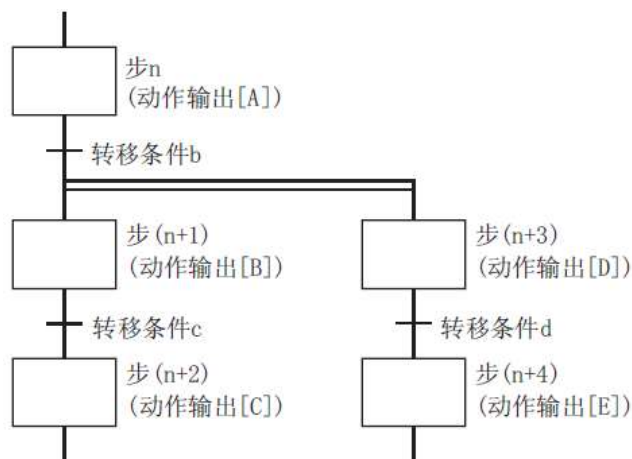 步n
(动作输出[A])
转移条件b
步(n+1)
(动作输出[B])
步(n+3)
(动作输出[D])
转移条件c
转移条件d
步(n+2)
(动作输出[C])
步(n+4)
(动作输出[E])